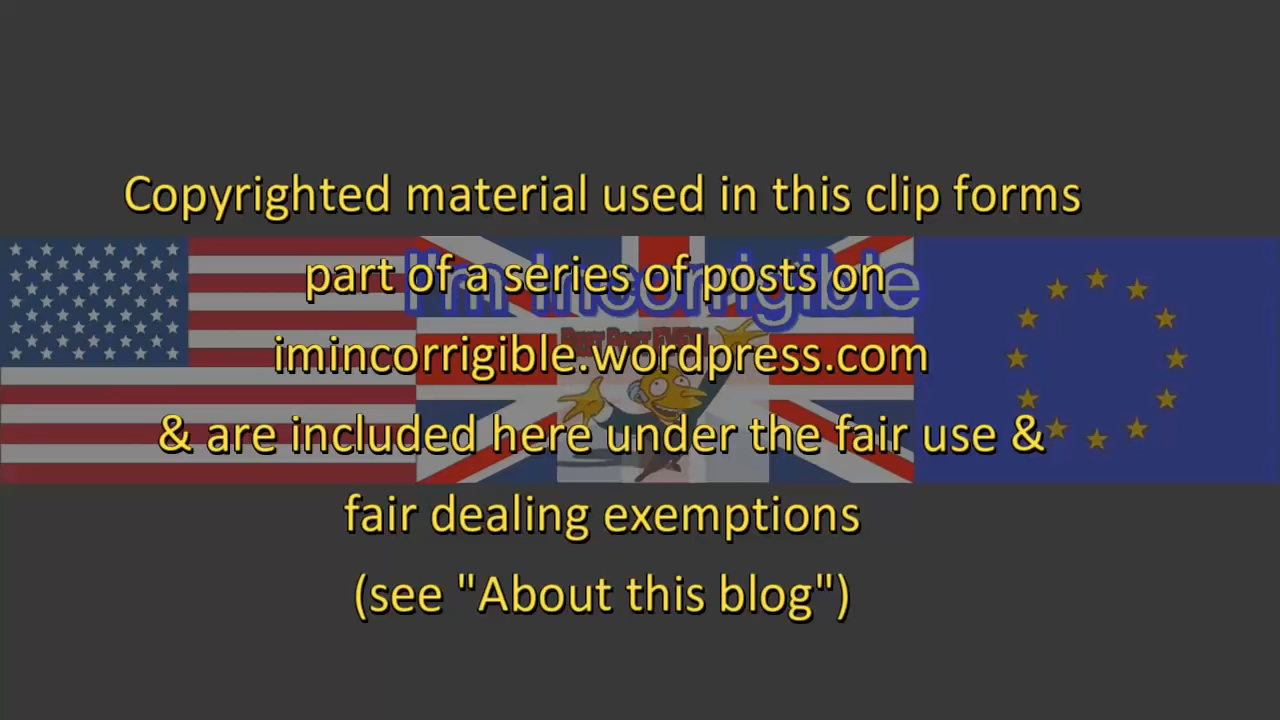 Copyrighted material used in this clip forms
part of a series of posts on
I'm Incorrigible
imincorrigible.wordpress.com
& are included here under the fair use &
fair dealing exemptions
(see "About this blog")